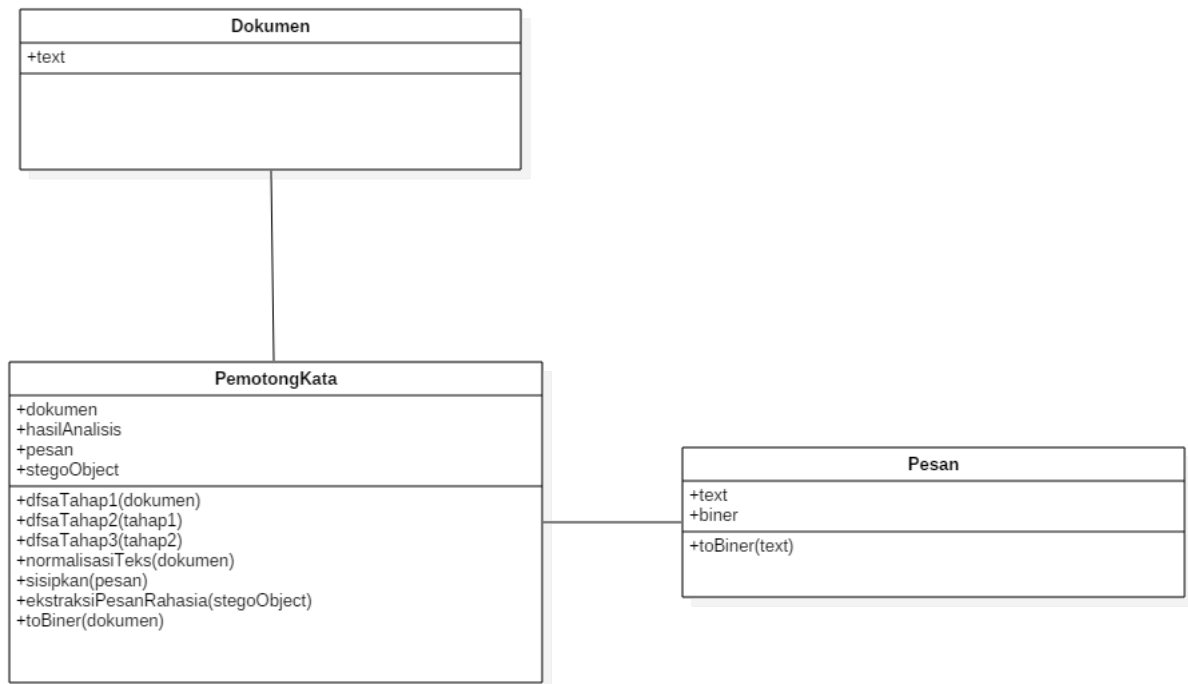 Dokumen
+text
PemotongKata
+dokumen
+hasilAnalisis
+pesan
+stegoObject
+dfsaTahap1(dokumen)
+dfsaTahap2(tahap1)
+dfsaTahap3(tahap2)
+normalisasiTeks(dokumen)
+sisipkan(pesan)
+ekstraksiPesanRahasia(stegoObject)
+toBiner(dokumen)
Pesan
+text
+biner
+toBiner(text)